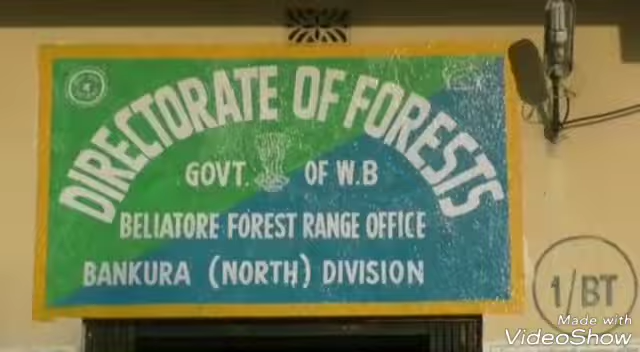 DIRECTORATE OF FORESTS
GOVT. OF W.B
BELIATORE FOREST RANGE OFFICE
BANKURA (NORTH) DIVISION
1/BT
Made with
VideoShow